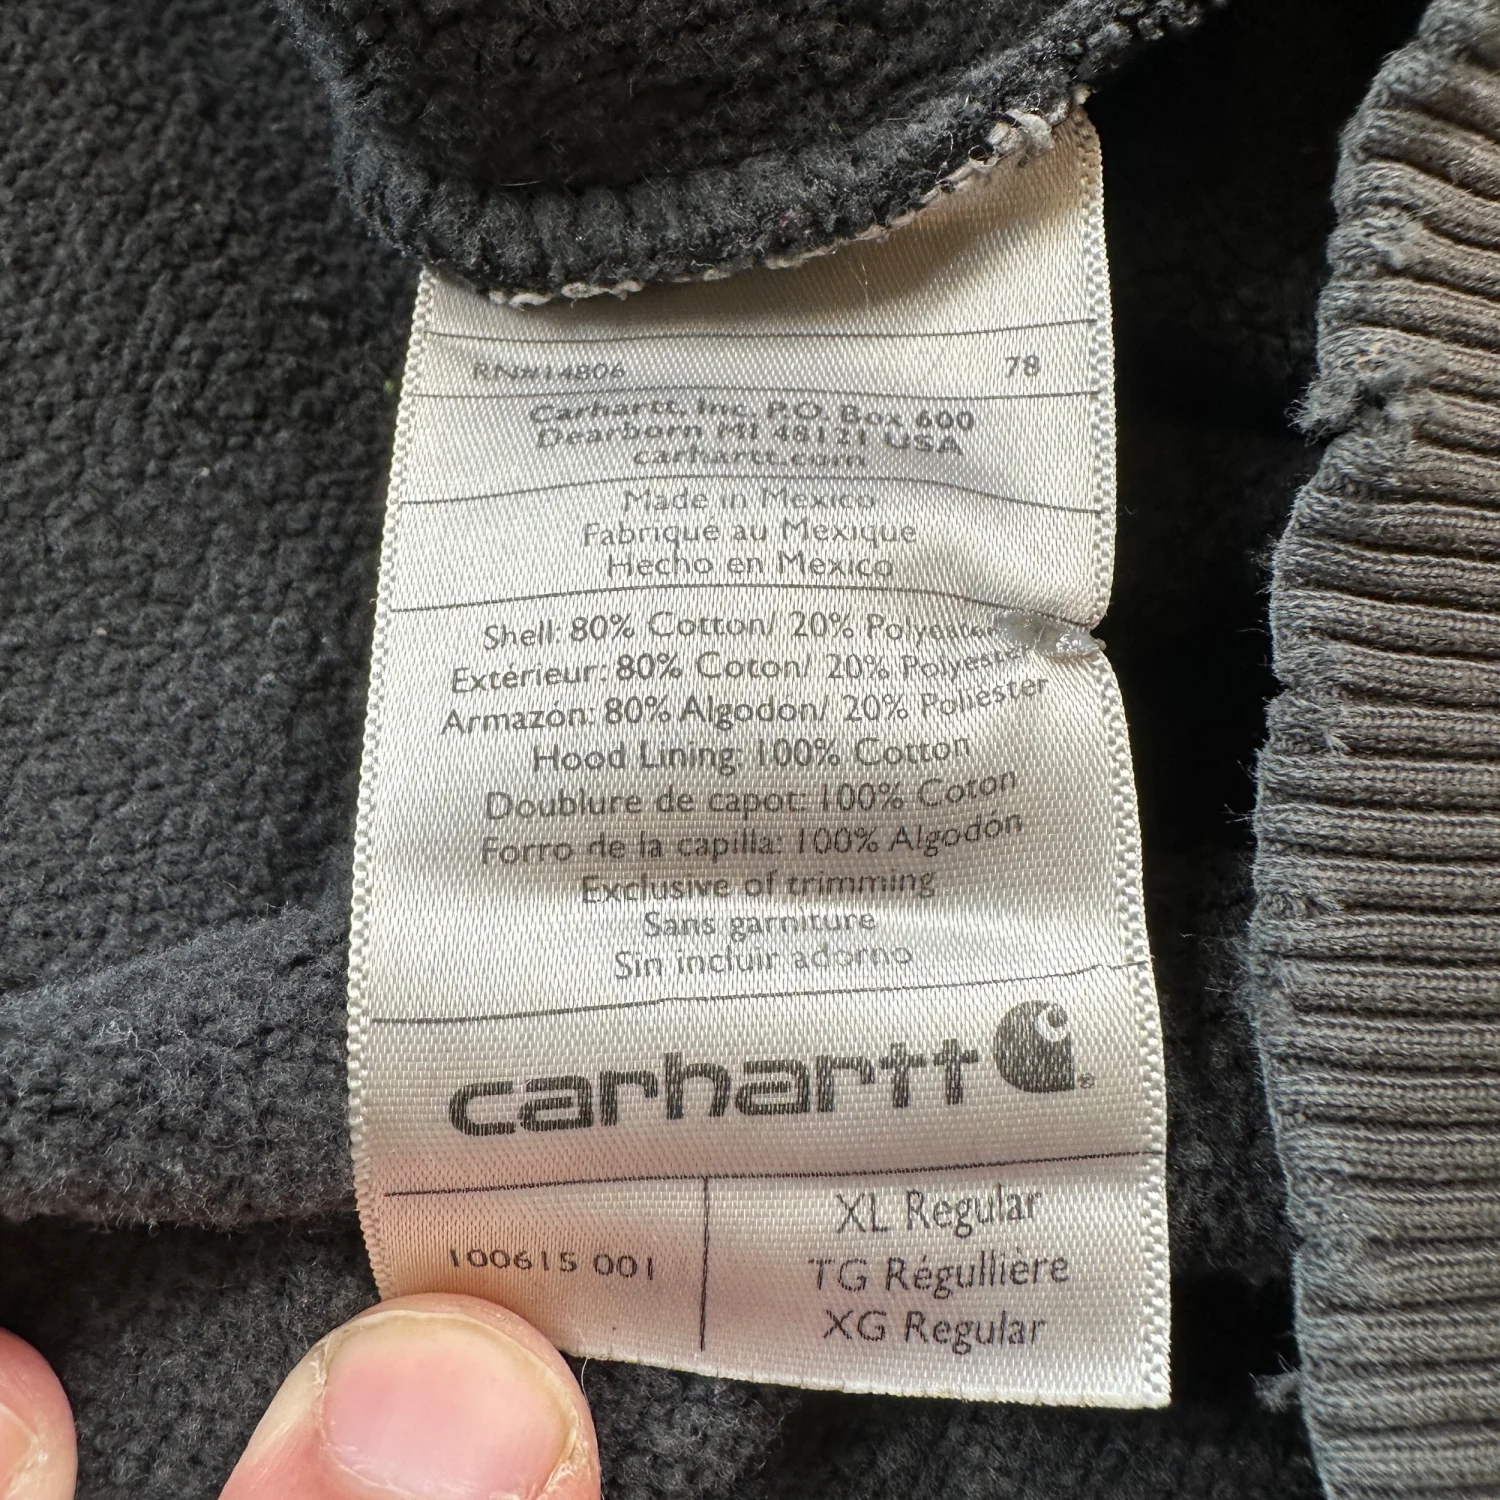 RN#14806 78
Carhartt, Inc. P.O. Box 600
Dearborn MI 48121 USA
carhartt.com
Made in Mexico
Fabriqué au Mexique
Hecho en Mexico
Shell: 80% Cotton/ 20% Polyester
Extérieur: 80% Coton/ 20% Polyester
Armazón: 80% Algodón/ 20% Poliéster
Hood Lining: 100% Cotton
Doublure de capot: 100% Coton
Forro de la capilla: 100% Algodón
Exclusive of trimming
Sans garniture
Sin incluir adorno
carhartt ®
100615 001
XL Regular
TG Régullière
XG Regular